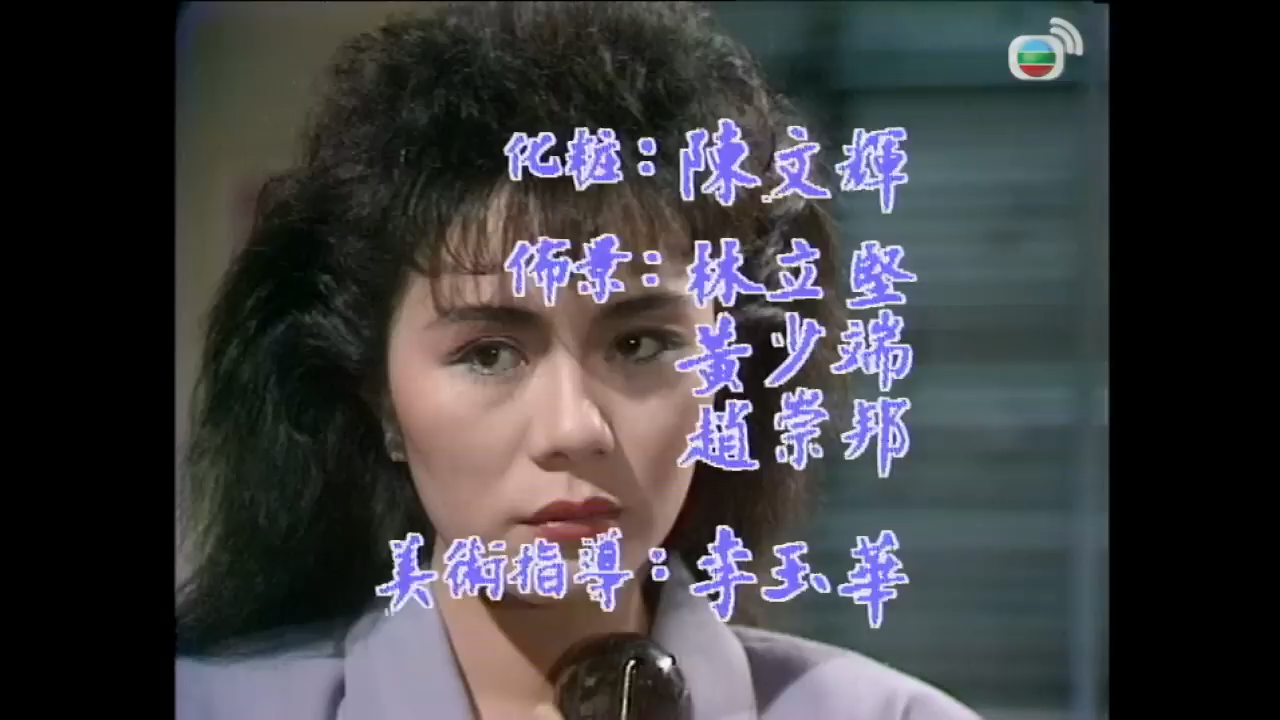 化粧：陳文輝
佈景：林立堅
黃少端
趙崇邦
美術指導：李玉華